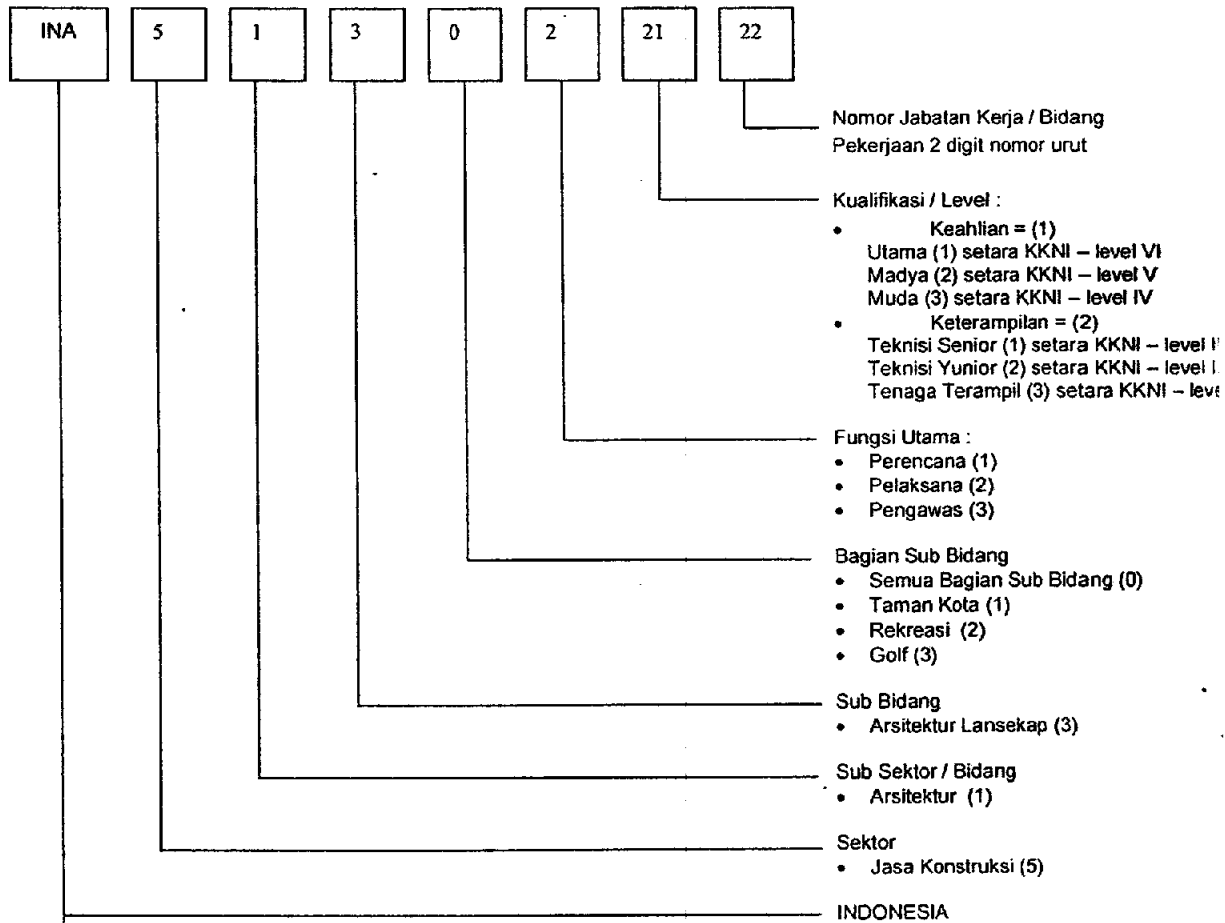 INA 5 1 3 0 2 21 22
Nomor Jabatan Kerja / Bidang
Pekerjaan 2 digit nomor urut
Kualifikasi / Level :
• Keahlian = (1)
Utama (1) setara KKNI – level VI
Madya (2) setara KKNI – level V
Muda (3) setara KKNI – level IV
• Keterampilan = (2)
Teknisi Senior (1) setara KKNI – level
Teknisi Yunior (2) setara KKNI – level
Tenaga Terampil (3) setara KKNI –
Fungsi Utama :
• Perencana (1)
• Pelaksana (2)
• Pengawas (3)
Bagian Sub Bidang
• Semua Bagian Sub Bidang (0)
• Taman Kota (1)
• Rekreasi (2)
• Golf (3)
Sub Bidang
• Arsitektur Lansekap (3)
Sub Sektor / Bidang
• Arsitektur (1)
Sektor
• Jasa Konstruksi (5)
INDONESIA